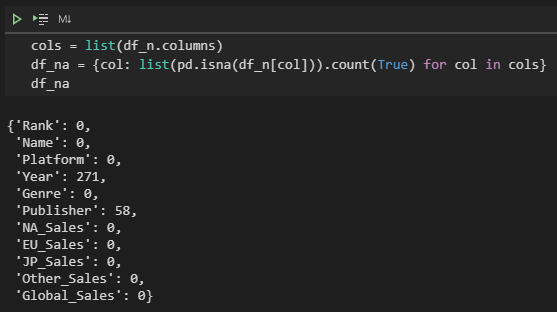 M↓
cols = list(df_n.columns)
df_na = {col: list(pd.isna(df_n[col])).count(True) for col in cols}
df_na
{'Rank': 0,
 'Name': 0,
 'Platform': 0,
 'Year': 271,
 'Genre': 0,
 'Publisher': 58,
 'NA_Sales': 0,
 'EU_Sales': 0,
 'JP_Sales': 0,
 'Other_Sales': 0,
 'Global_Sales': 0}